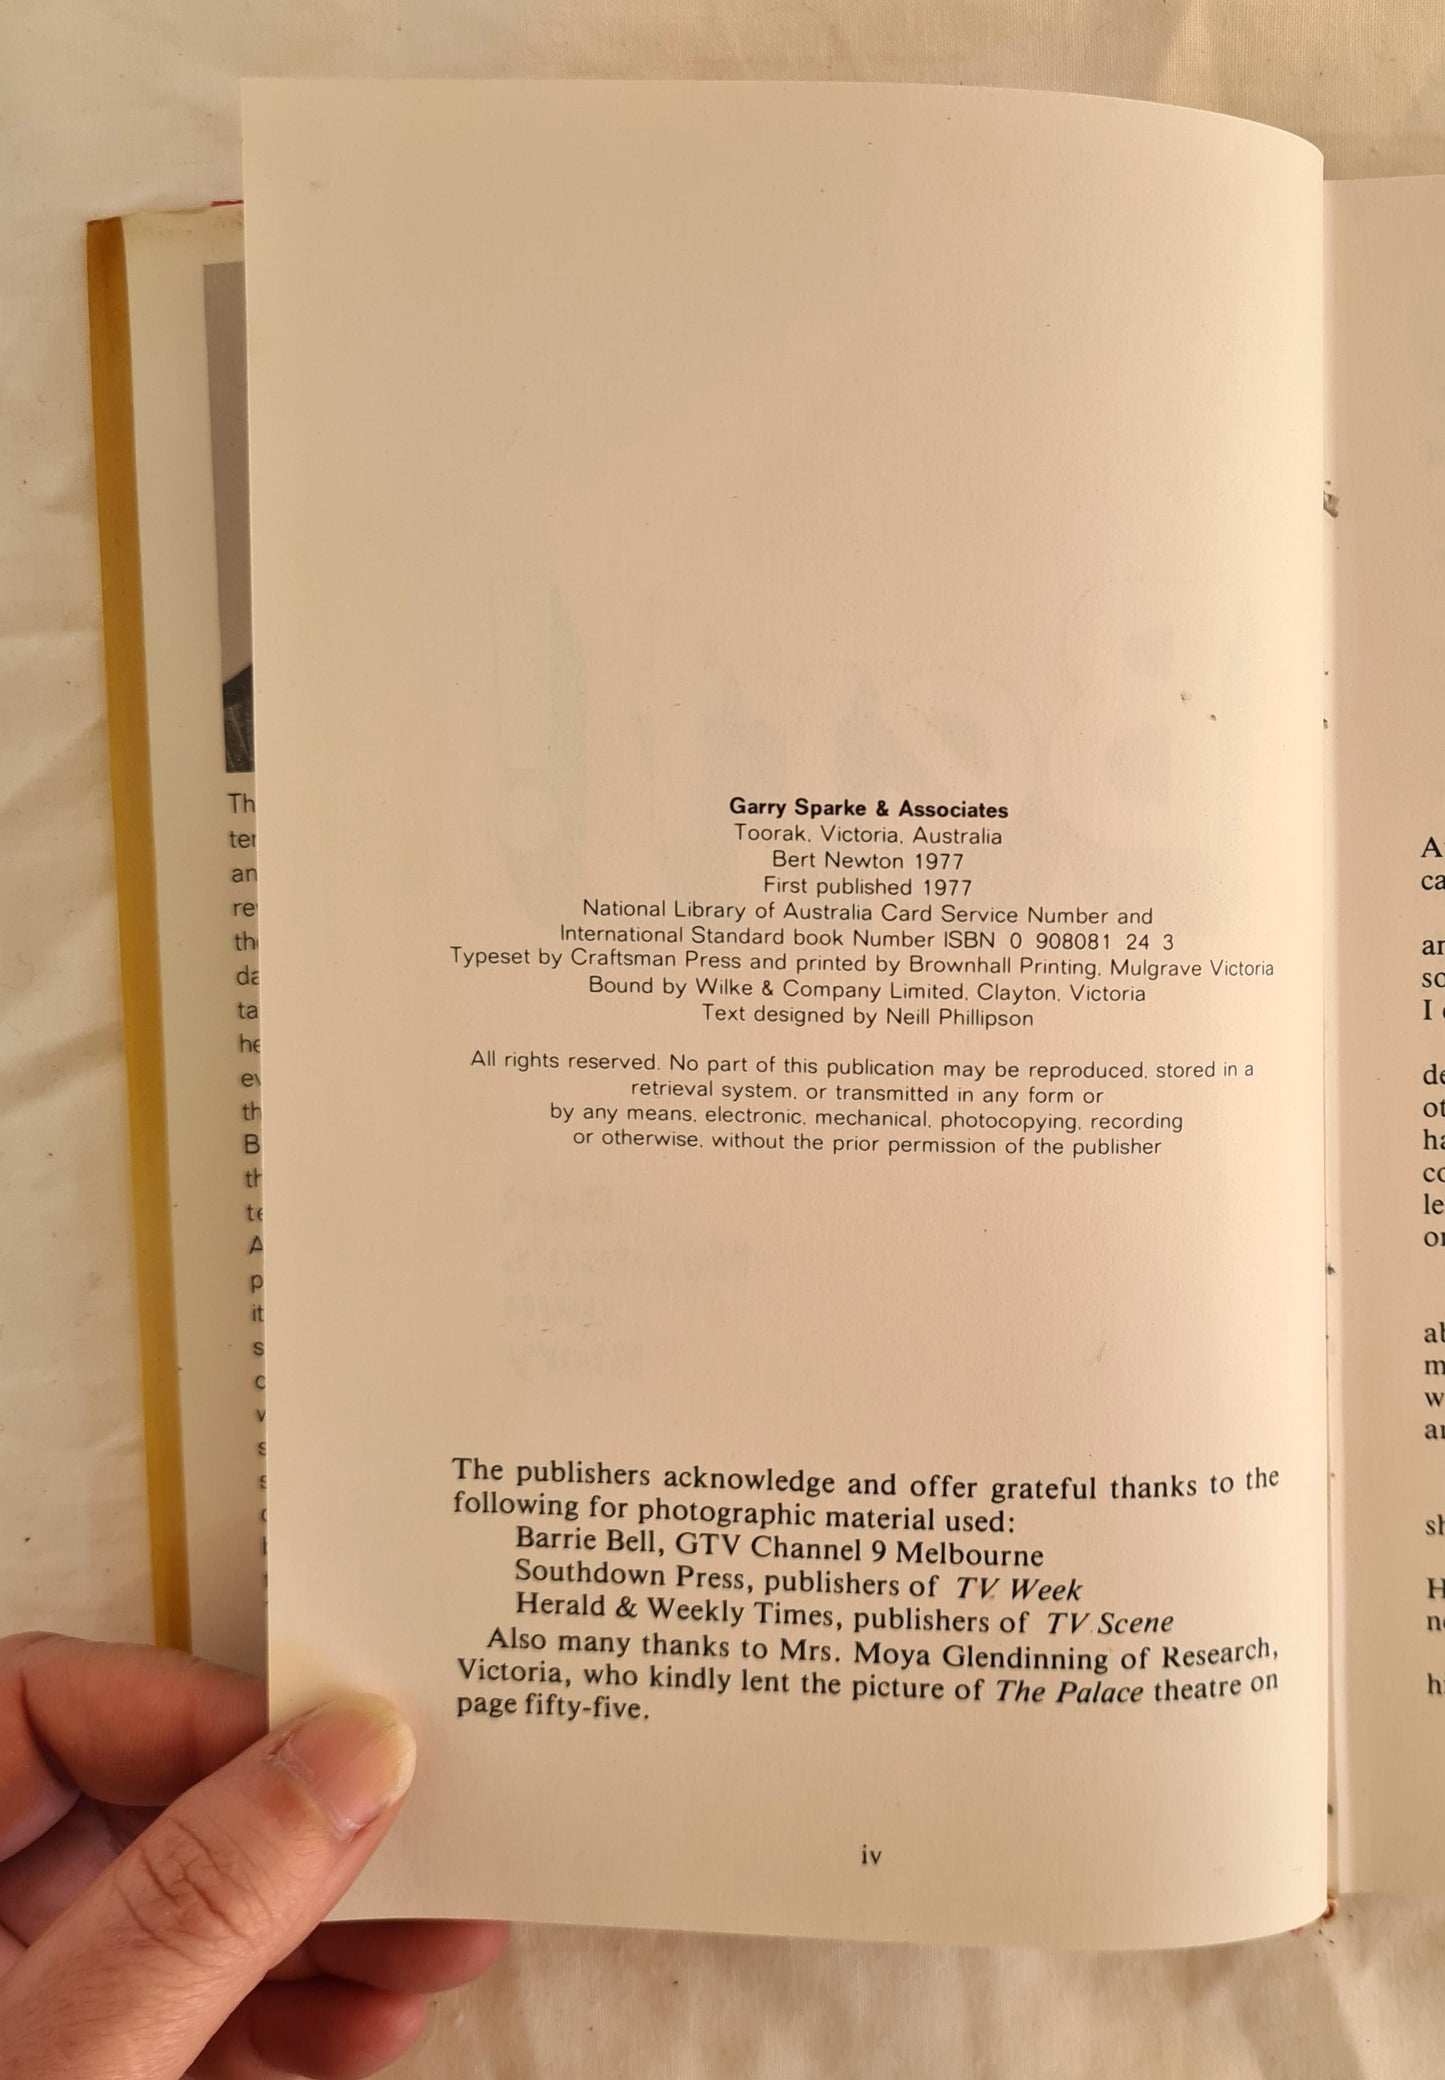 Garry Sparke & Associates
Toorak, Victoria, Australia
Bert Newton 1977
First published 1977
National Library of Australia Card Service Number and
International Standard book Number ISBN 0 908081 24 3
Typeset by Craftsman Press and printed by Brownhall Printing, Mulgrave Victoria
Bound by Wilke & Company Limited, Clayton, Victoria
Text designed by Neill Phillipson
All rights reserved. No part of this publication may be reproduced, stored in a
retrieval system, or transmitted in any form or
by any means, electronic, mechanical, photocopying, recording
or otherwise, without the prior permission of the publisher
The publishers acknowledge and offer grateful thanks to the
following for photographic material used:
Barrie Bell, GTV Channel 9 Melbourne
Southdown Press, publishers of TV Week
Herald & Weekly Times, publishers of TV Scene
Also many thanks to Mrs. Moya Glendinning of Research,
Victoria, who kindly lent the picture of The Palace theatre on
page fifty-five.
iv